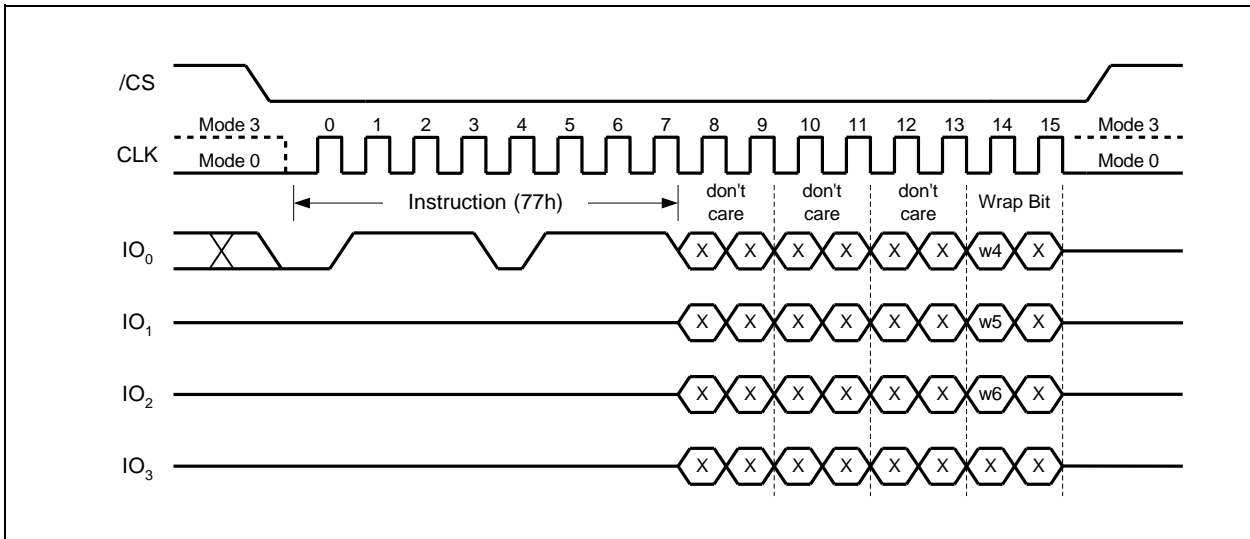 /CS
Mode 3 0 1 2 3 4 5 6 7 8 9 10 11 12 13 14 15 Mode 3
CLK
Mode 0 Mode 0
Instruction (77h) don't care don't care don't care Wrap Bit
IO0 X X X X X X w4 X
IO1 X X X X X X w5 X
IO2 X X X X X X w6 X
IO3 X X X X X X X X